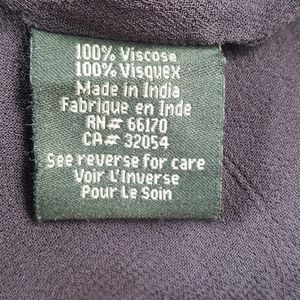 100% Viscose
100% Visquex
Made in India
Fabrique en Inde
RN# 66170
CA# 32054
See reverse for care
Voir L'Inverse
Pour Le Soin